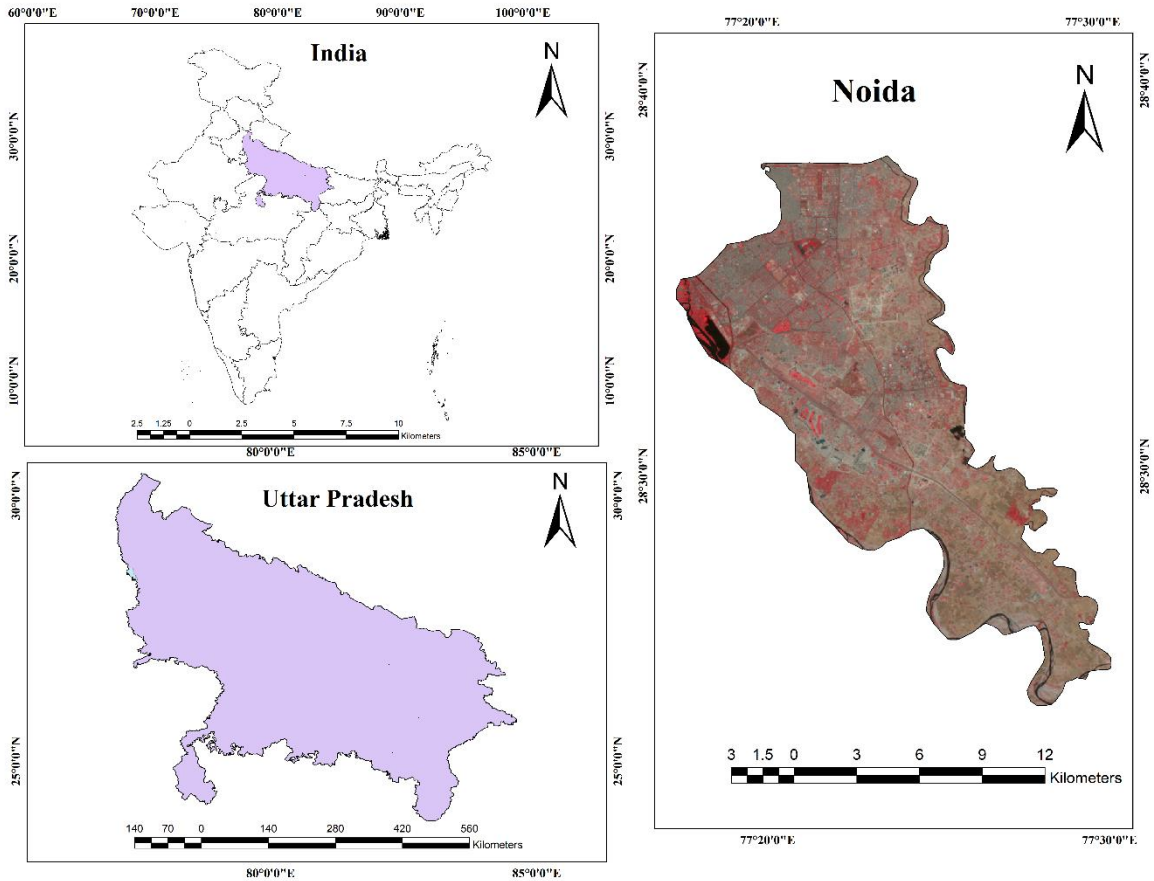 60°0'0"E 70°0'0"E 80°0'0"E 90°0'0"E 100°0'0"E
India
N
30°0'0"N
20°0'0"N
10°0'0"N
30°0'0"N
20°0'0"N
10°0'0"N
2.5 1.25 0 2.5 5 7.5 10
Kilometers
80°0'0"E 85°0'0"E
Uttar Pradesh
N
30°0'0"N
25°0'0"N
30°0'0"N
25°0'0"N
140 70 0 140 280 420 560
Kilometers
80°0'0"E 85°0'0"E
77°20'0"E 77°30'0"E
Noida
N
28°40'0"N
28°30'0"N
28°40'0"N
28°30'0"N
3 1.5 0 3 6 9 12
Kilometers
77°20'0"E 77°30'0"E